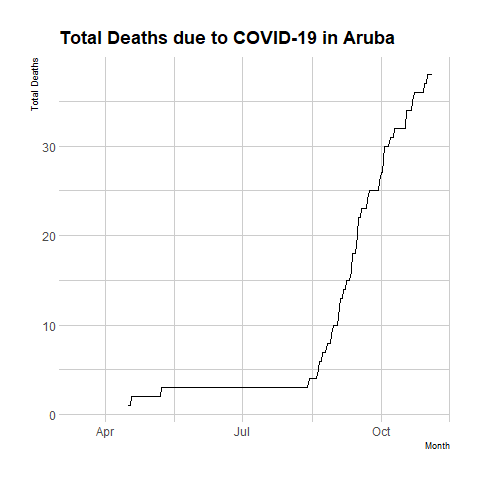 Total Deaths due to COVID-19 in Aruba
Total Deaths
30
20
10
0
Apr Jul Oct
Month